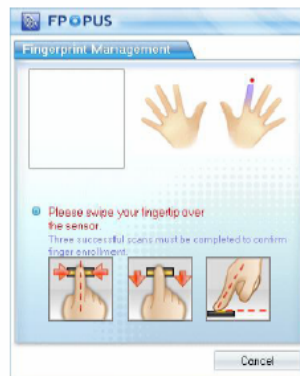 FPOPUS
Fingerprint Management
Please swipe your fingertip over
the sensor.
Three successful scans must be completed to confirm
finger enrollment.
Cancel